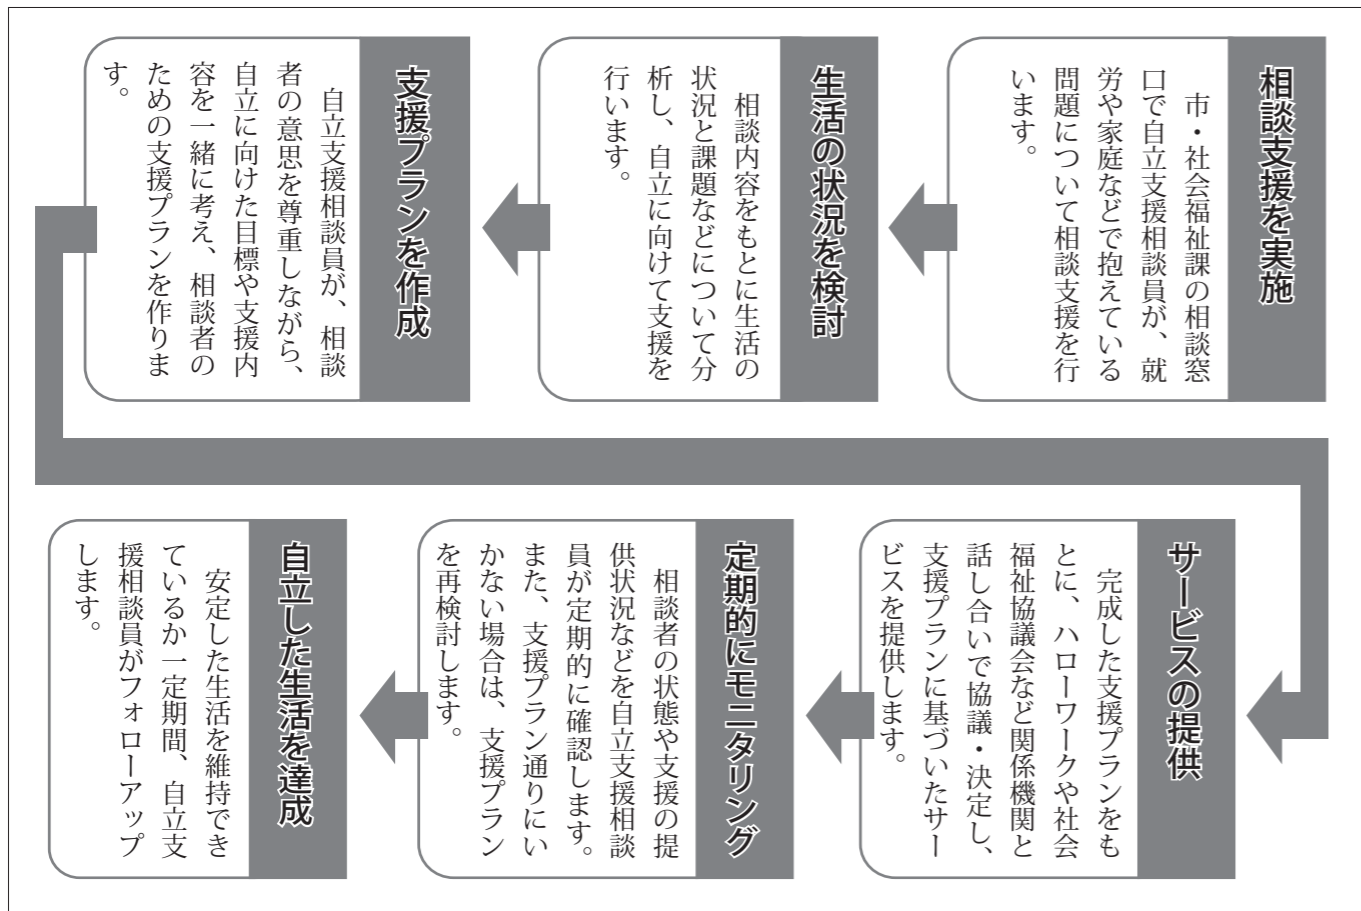 相談支援を実施
市・社会福祉課の相談窓
口で自立支援相談員が、就
労や家庭などで抱えている
問題について相談支援を行
います。
生活の状況を検討
相談内容をもとに生活の
状況と課題などについて分
析し、自立に向けて支援を
行います。
支援プランを作成
自立支援相談員が、相談
者の意思を尊重しながら、
自立に向けた目標や支援内
容を一緒に考え、相談者の
ための支援プランを作りま
す。
サービスの提供
完成した支援プランをも
とに、ハローワークや社会
福祉協議会など関係機関と
話し合いで協議・決定し、
支援プランに基づいたサー
ビスを提供します。
定期的にモニタリング
相談者の状態や支援の提
供状況などを自立支援相談
員が定期的に確認します。
また、支援プラン通りにい
かない場合は、支援プラン
を再検討します。
自立した生活を達成
安定した生活を維持でき
ているか一定期間、自立支
援相談員がフォローアップ
します。